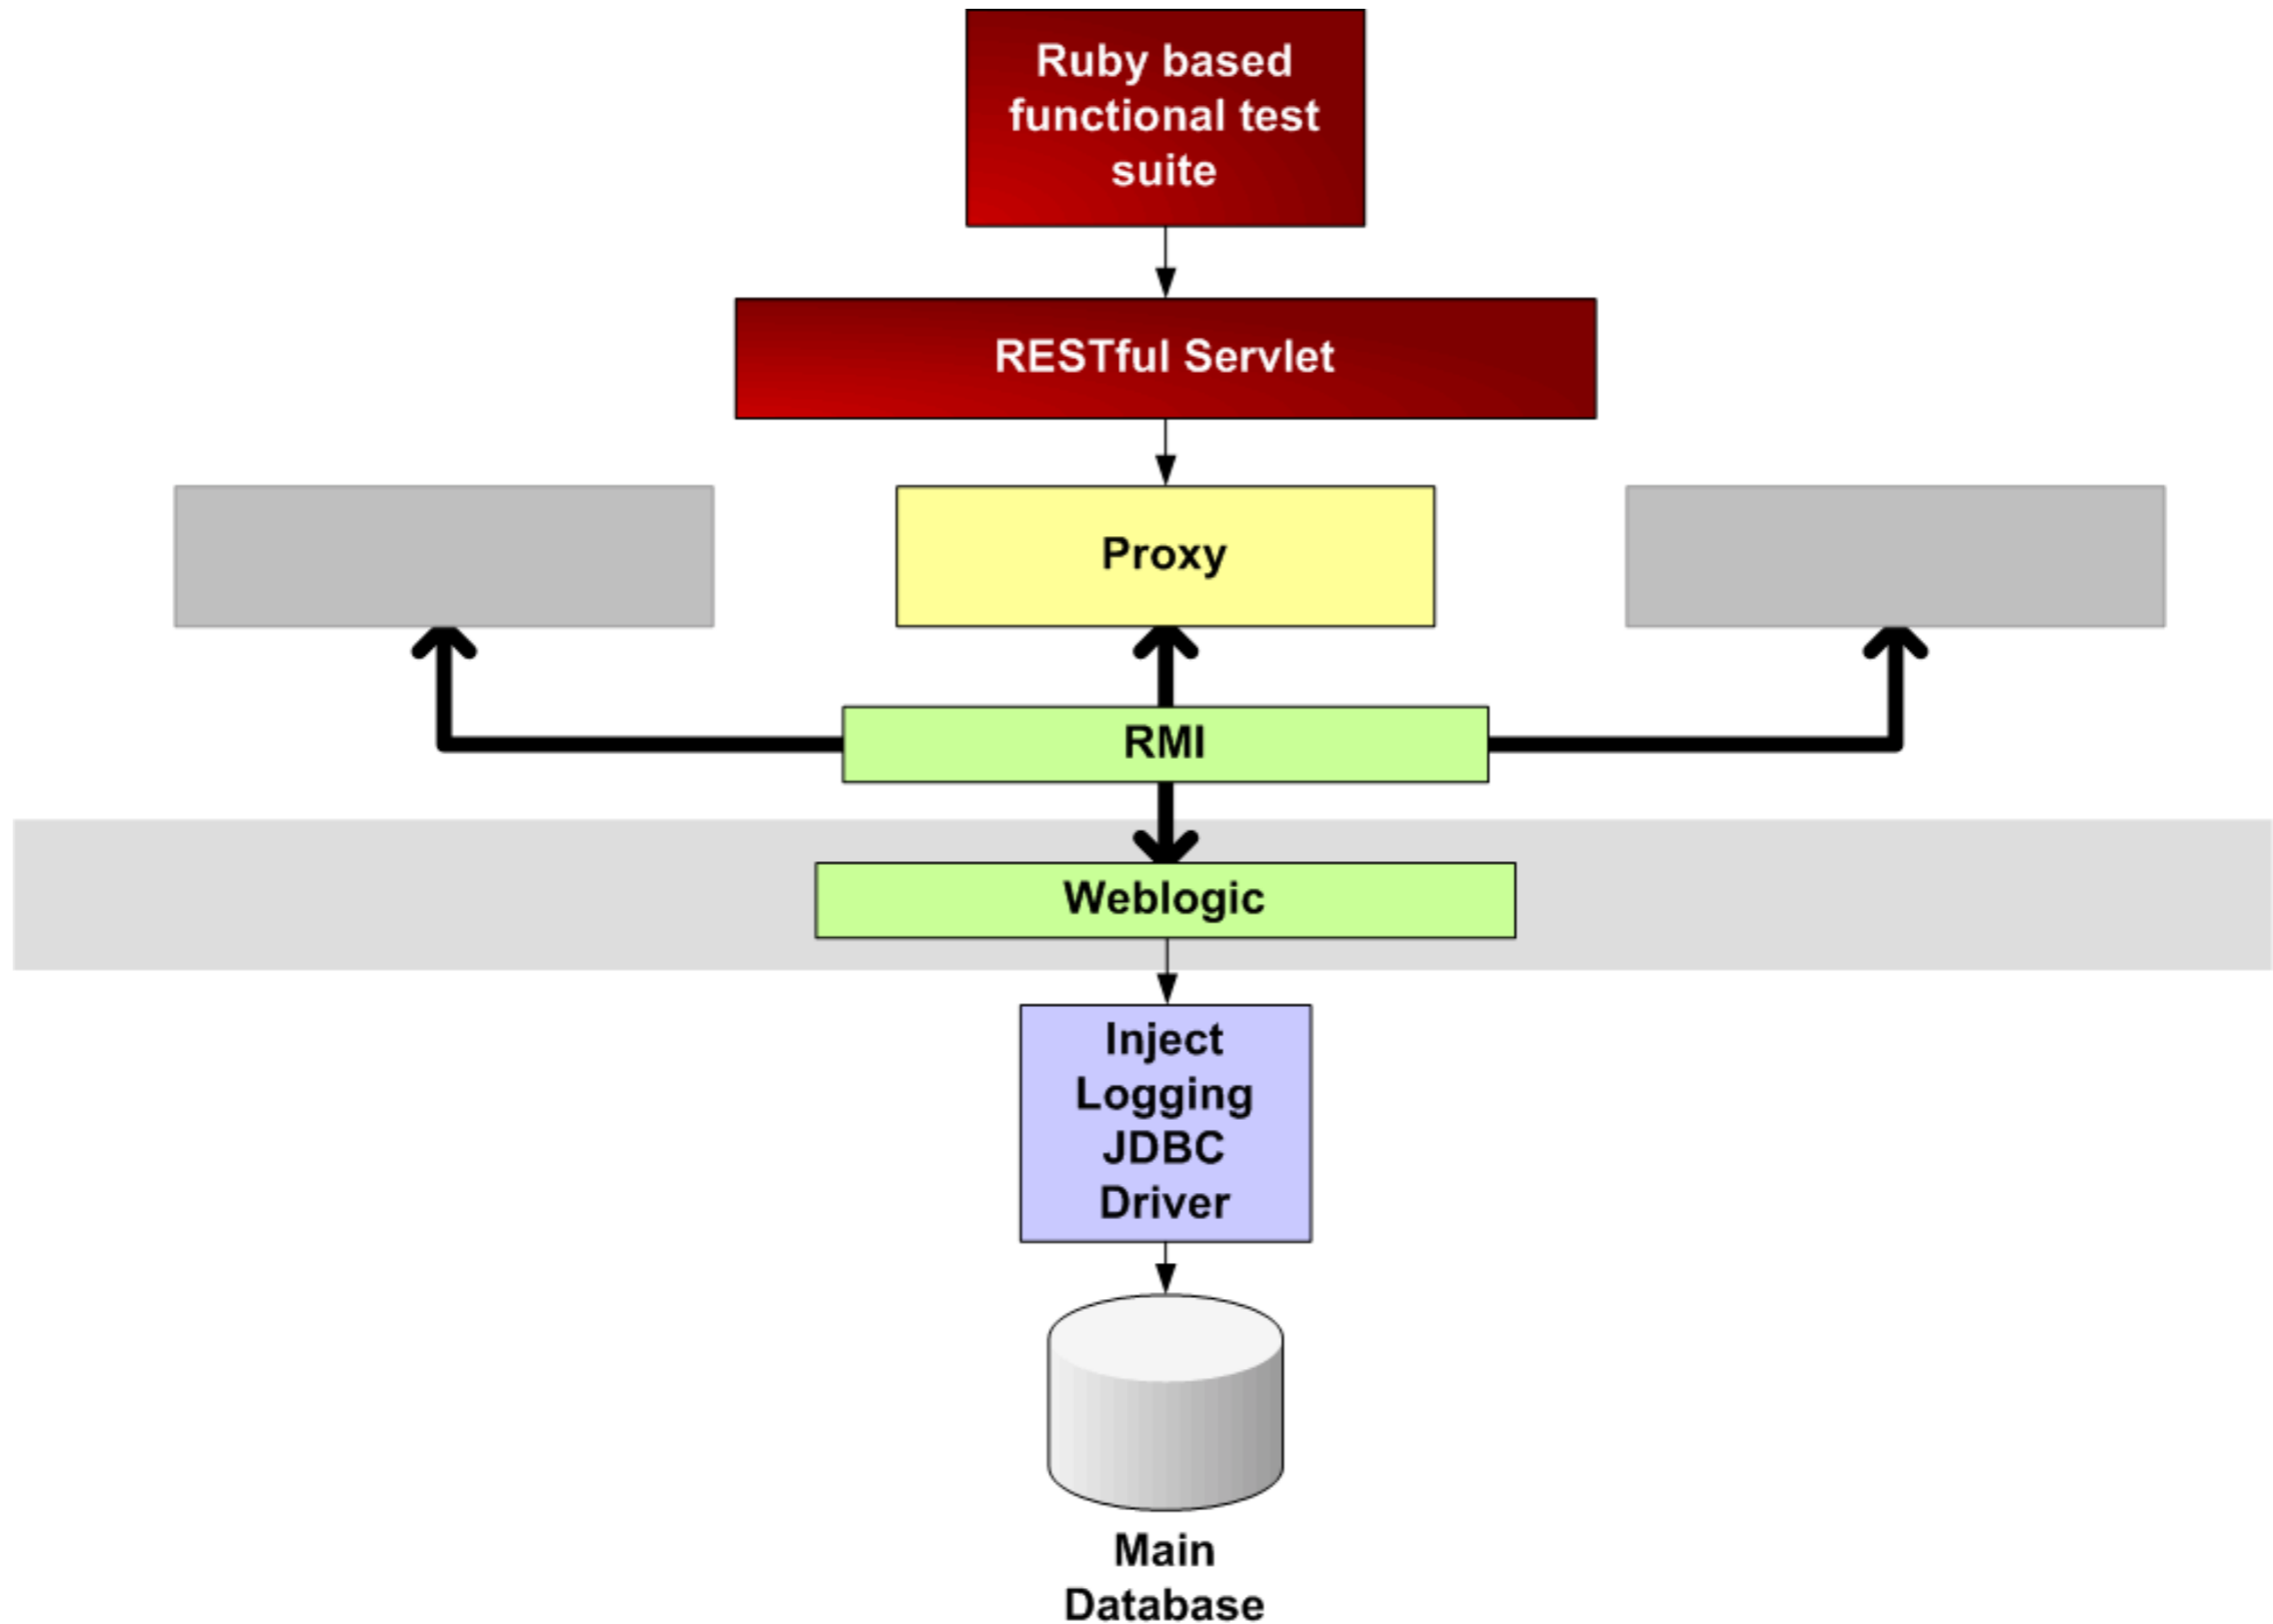 Ruby based
functional test
suite
RESTful Servlet
Proxy
RMI
Weblogic
Inject
Logging
JDBC
Driver
Main
Database